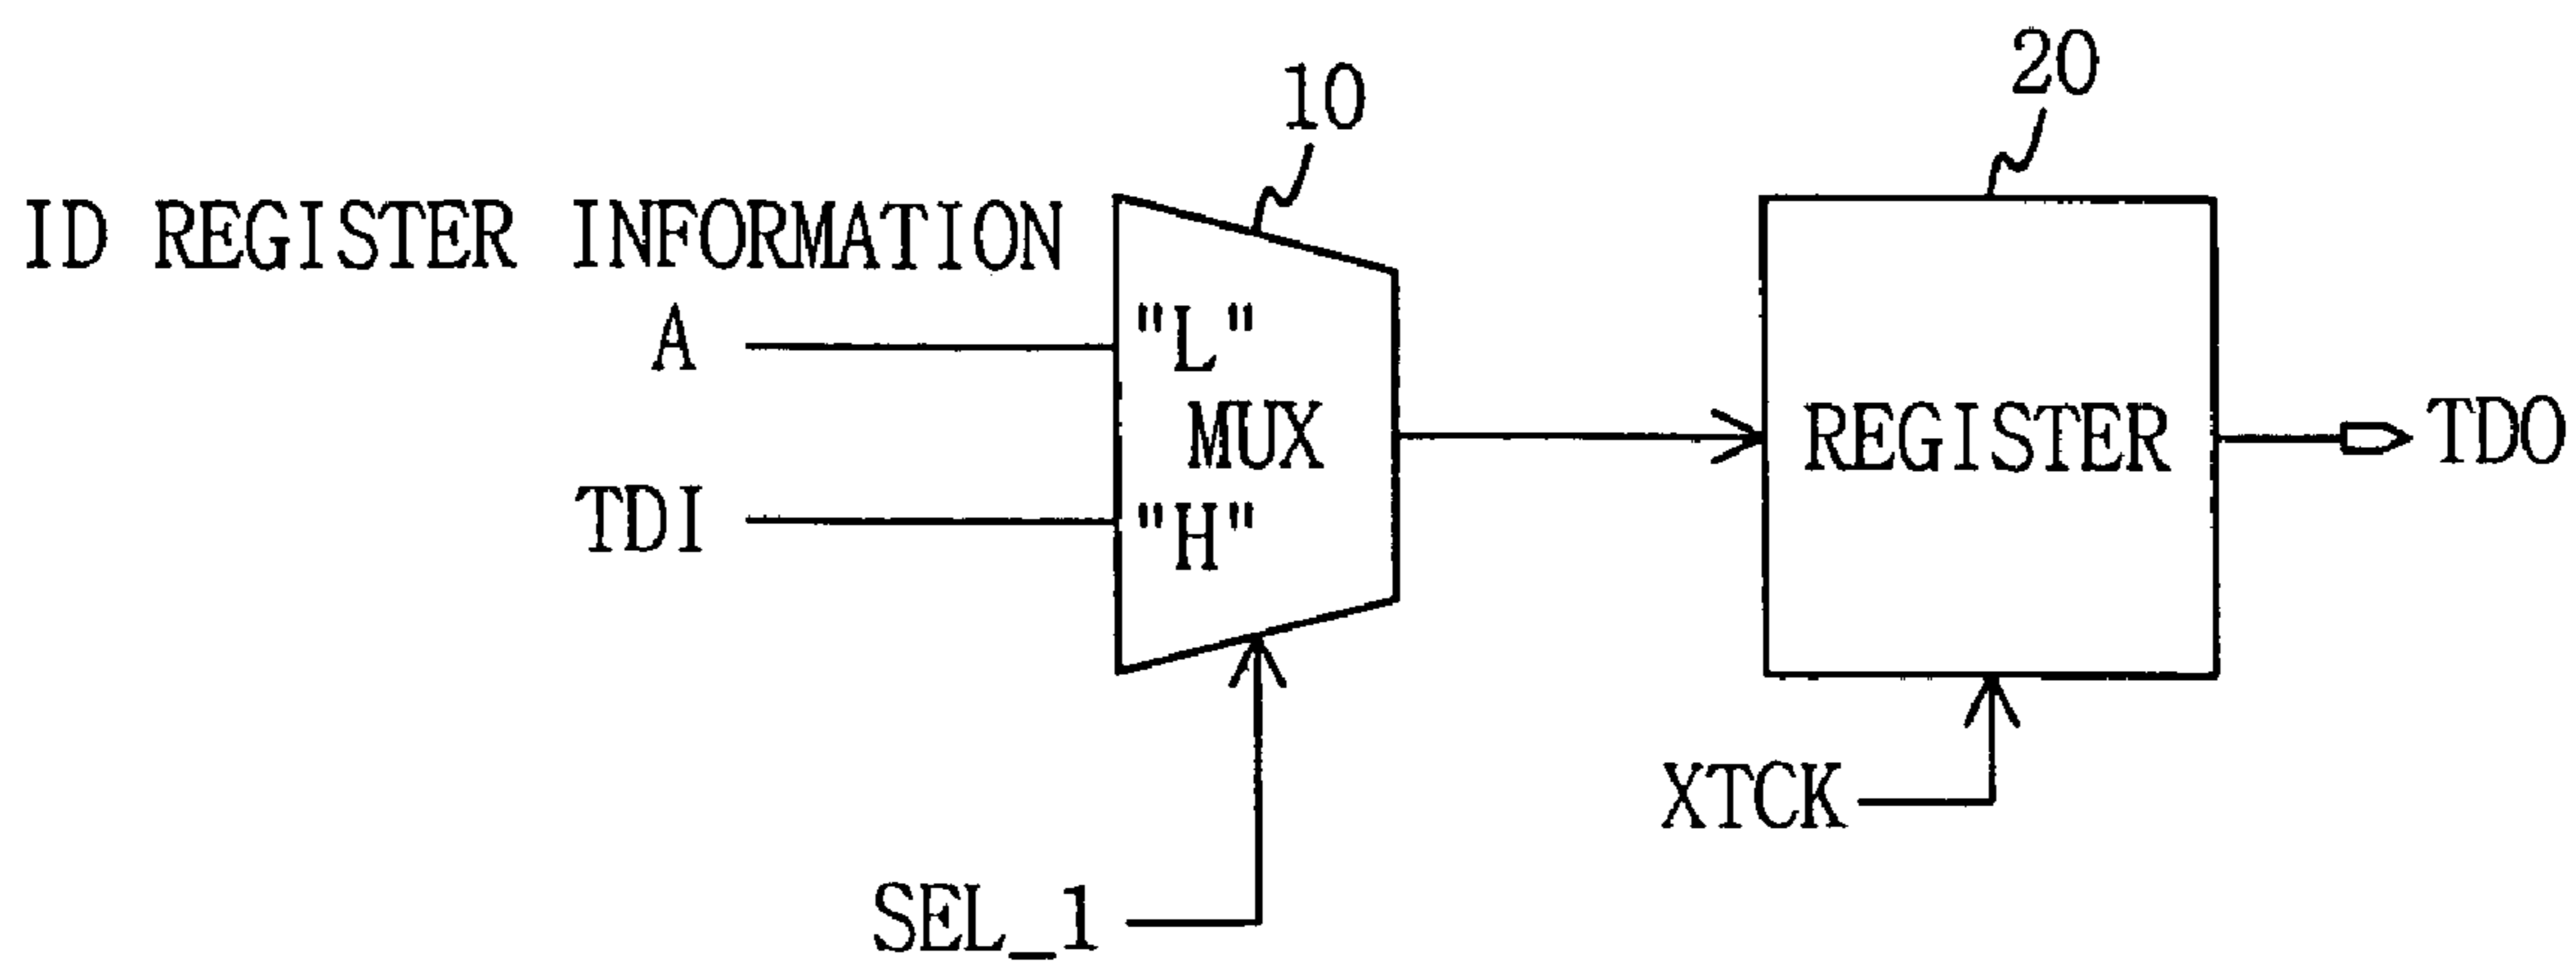 10
20
ID REGISTER INFORMATION
A
"L"
MUX
REGISTER
TDO
TDI
"H"
XTCK
SEL_1